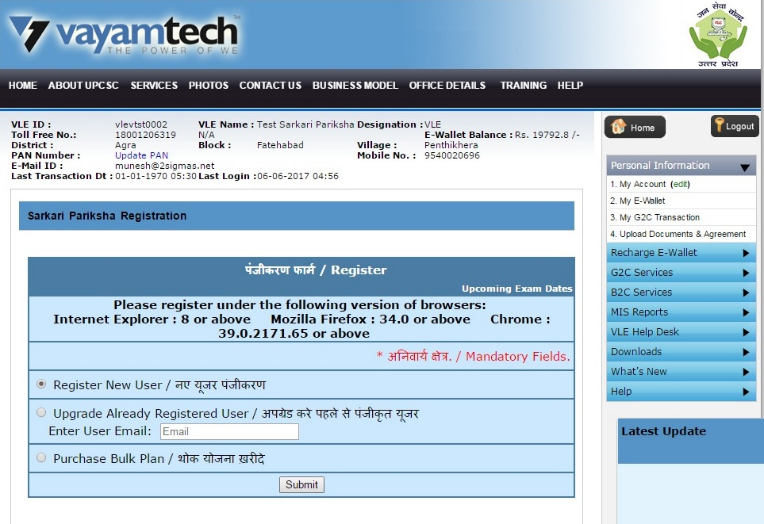 vayamtech
THE POWER OF WE
जन सेवा केन्द्र
उत्तर प्रदेश
HOME ABOUT UPCSC SERVICES PHOTOS CONTACT US BUSINESS MODEL OFFICE DETAILS TRAINING HELP
VLE ID : vlevtst0002 VLE Name : Test Sarkari Pariksha Designation : VLE
Toll Free No.: 18001206319 N/A E-Wallet Balance : Rs. 19792.8 /-
District : Agra Block : Fatehabad Village : Penthikhera
PAN Number : Update PAN Mobile No. : 9540020696
E-Mail ID : munesh@2sigmas.net
Last Transaction Dt : 01-01-1970 05:30 Last Login :06-06-2017 04:56
Home
Logout
Personal Information
1. My Account (edit)
2. My E-Wallet
3. My G2C Transaction
4. Upload Documents & Agreement
Recharge E-Wallet
G2C Services
B2C Services
MIS Reports
VLE Help Desk
Downloads
What's New
Help
Latest Update
Sarkari Pariksha Registration
पंजीकरण फार्म / Register
Upcoming Exam Dates
Please register under the following version of browsers:
Internet Explorer : 8 or above Mozilla Firefox : 34.0 or above Chrome :
39.0.2171.65 or above
* अनिवार्य क्षेत्र. / Mandatory Fields.
Register New User / नए यूजर पंजीकरण
Upgrade Already Registered User / अपग्रेड करे पहले से पंजीकृत यूजर
Enter User Email: Email
Purchase Bulk Plan / थोक योजना ख़रीदे
Submit